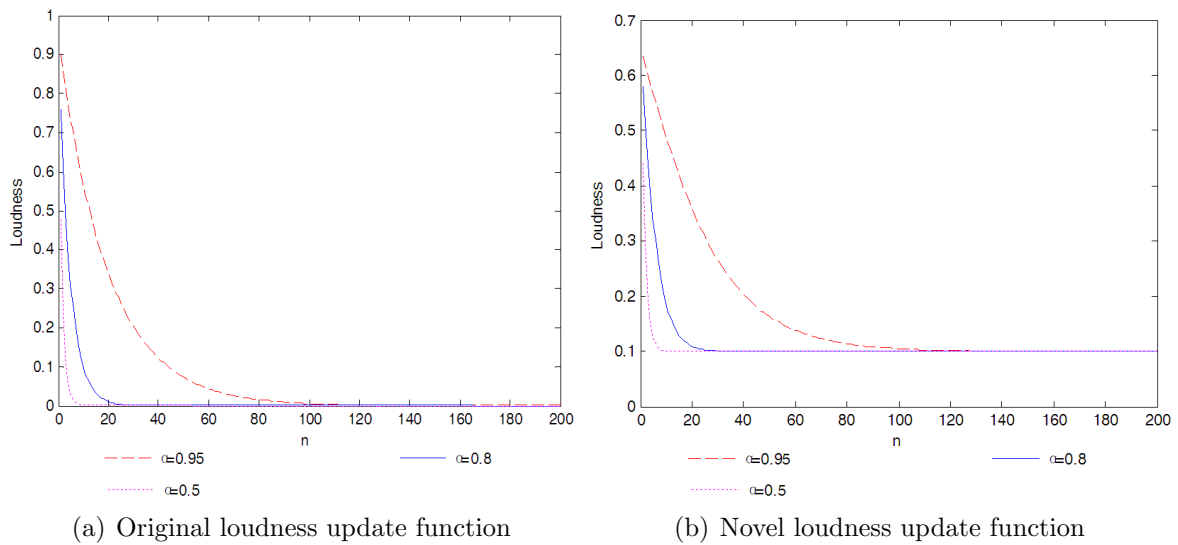 1
0.9
0.8
0.7
0.6
0.5
0.4
0.3
0.2
0.1
0
Loudness
0 20 40 60 80 100 120 140 160 180 200
n
α=0.95
α=0.8
α=0.5
(a) Original loudness update function
0.7
0.6
0.5
0.4
0.3
0.2
0.1
0
Loudness
0 20 40 60 80 100 120 140 160 180 200
n
α=0.95
α=0.8
α=0.5
(b) Novel loudness update function